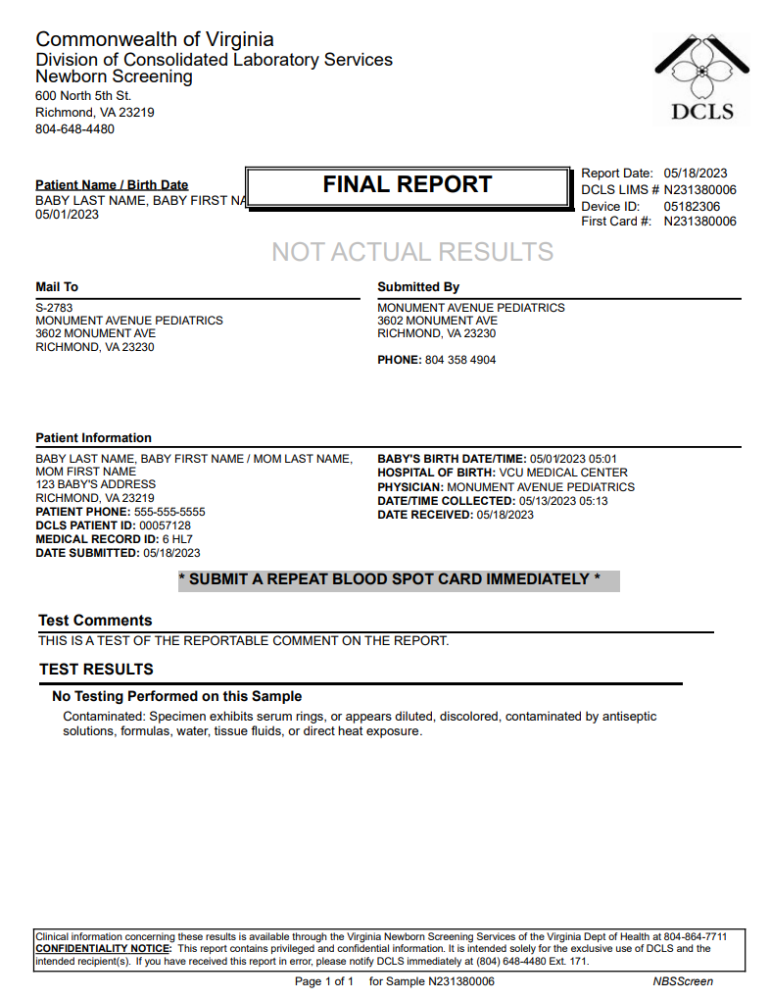 Commonwealth of Virginia
Division of Consolidated Laboratory Services
Newborn Screening
600 North 5th St.
Richmond, VA 23219
804-648-4480
DCLS
Patient Name / Birth Date
BABY LAST NAME, BABY FIRST NA
05/01/2023
FINAL REPORT
Report Date: 05/18/2023
DCLS LIMS # N231380006
Device ID: 05182306
First Card #: N231380006
NOT ACTUAL RESULTS
Mail To
S-2783
MONUMENT AVENUE PEDIATRICS
3602 MONUMENT AVE
RICHMOND, VA 23230
Submitted By
MONUMENT AVENUE PEDIATRICS
3602 MONUMENT AVE
RICHMOND, VA 23230
PHONE: 804 358 4904
Patient Information
BABY LAST NAME, BABY FIRST NAME / MOM LAST NAME,
MOM FIRST NAME
123 BABY'S ADDRESS
RICHMOND, VA 23219
PATIENT PHONE: 555-555-5555
DCLS PATIENT ID: 00057128
MEDICAL RECORD ID: 6 HL7
DATE SUBMITTED: 05/18/2023
BABY'S BIRTH DATE/TIME: 05/01/2023 05:01
HOSPITAL OF BIRTH: VCU MEDICAL CENTER
PHYSICIAN: MONUMENT AVENUE PEDIATRICS
DATE/TIME COLLECTED: 05/13/2023 05:13
DATE RECEIVED: 05/18/2023
* SUBMIT A REPEAT BLOOD SPOT CARD IMMEDIATELY *
Test Comments
THIS IS A TEST OF THE REPORTABLE COMMENT ON THE REPORT.
TEST RESULTS
No Testing Performed on this Sample
Contaminated: Specimen exhibits serum rings, or appears diluted, discolored, contaminated by antiseptic
solutions, formulas, water, tissue fluids, or direct heat exposure.
Clinical information concerning these results is available through the Virginia Newborn Screening Services of the Virginia Dept of Health at 804-864-7711
CONFIDENTIALITY NOTICE: This report contains privileged and confidential information. It is intended solely for the exclusive use of DCLS and the
intended recipient(s). If you have received this report in error, please notify DCLS immediately at (804) 648-4480 Ext. 171.
Page 1 of 1 for Sample N231380006
NBSScreen